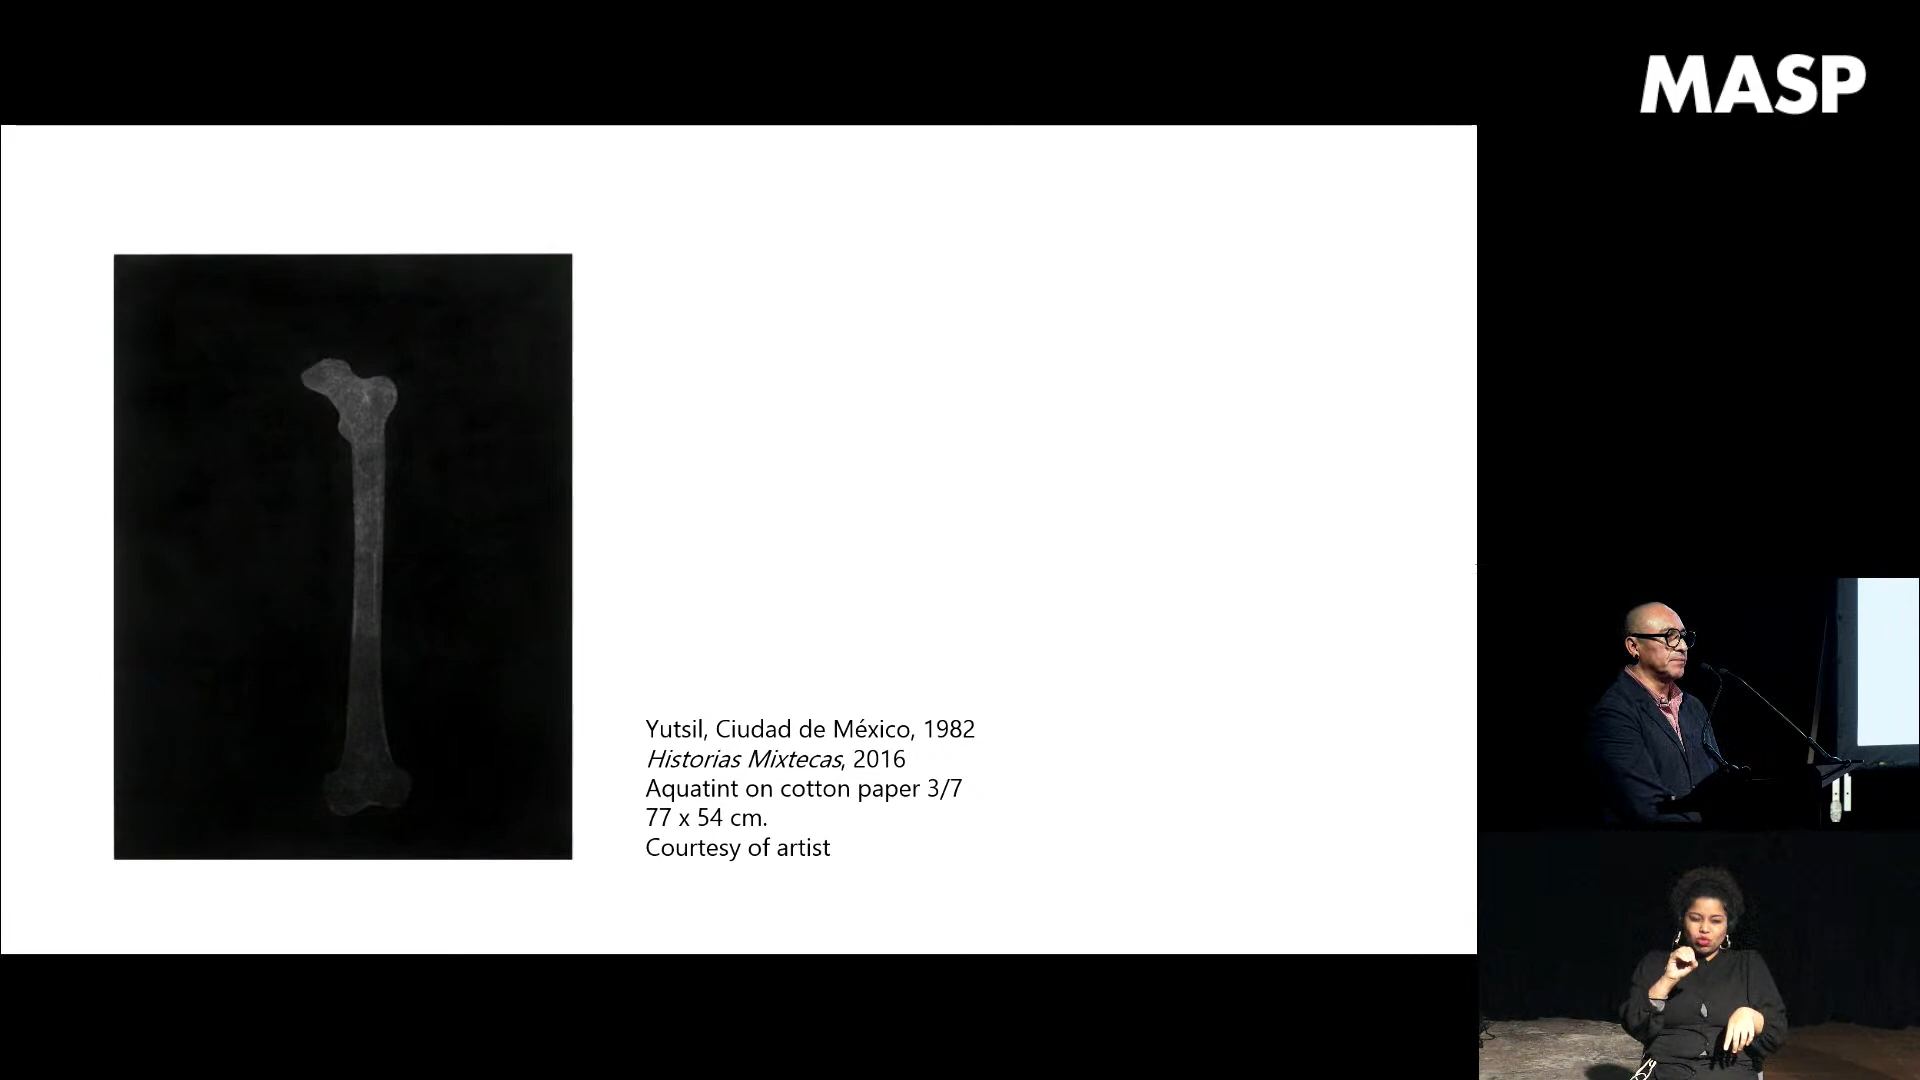 MASP
Yutsil, Ciudad de México, 1982
Historias Mixtecas, 2016
Aquatint on cotton paper 3/7
77 x 54 cm.
Courtesy of artist